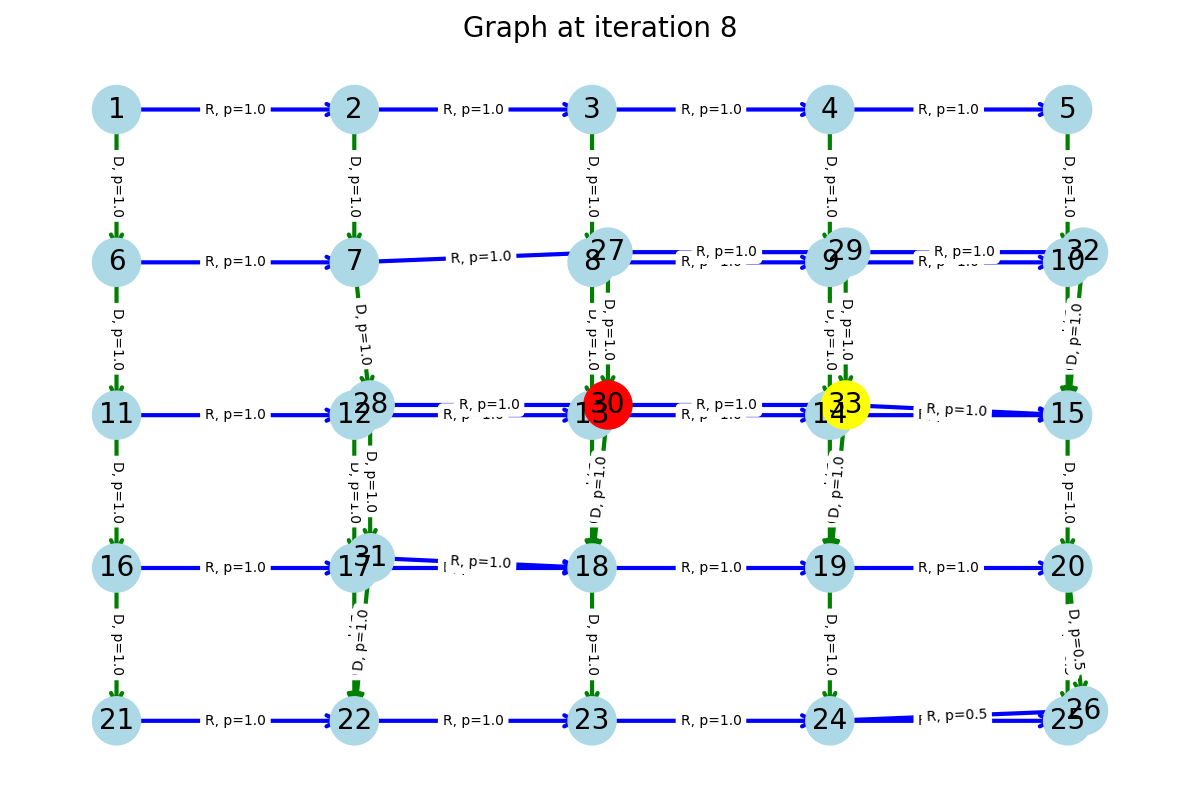 Graph at iteration 8
1 R, p=1.0 2 R, p=1.0 3 R, p=1.0 4 R, p=1.0 5
D, p=1.0 D, p=1.0 D, p=1.0 D, p=1.0 D, p=1.0
6 R, p=1.0 7 R, p=1.0 8 27 R, p=1.0 9 29 R, p=1.0 10 32
D, p=1.0 D, p=1.0 D, p=1.0 D, p=1.0 D, p=1.0
11 R, p=1.0 12 28 R, p=1.0 13 30 R, p=1.0 14 33 R, p=1.0 15
D, p=1.0 D, p=1.0 D, p=1.0 D, p=1.0 D, p=1.0 D, p=1.0
16 R, p=1.0 17 31 R, p=1.0 18 R, p=1.0 19 R, p=1.0 20
D, p=1.0 D, p=1.0 D, p=1.0 D, p=1.0 D, p=0.5
21 R, p=1.0 22 R, p=1.0 23 R, p=1.0 24 R, p=0.5 25 26